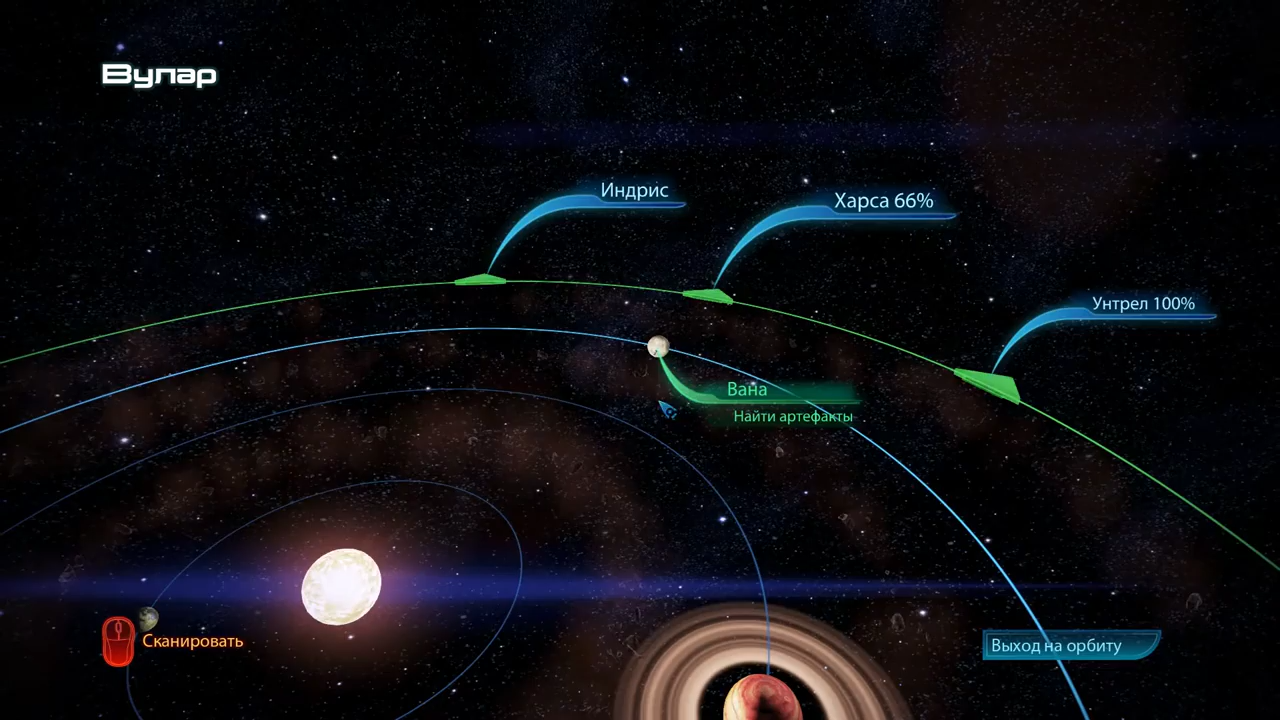 Вулар
Индрис
Харса 66%
Унтрел 100%
Вана
Найти артефакты
Сканировать
Выход на орбиту